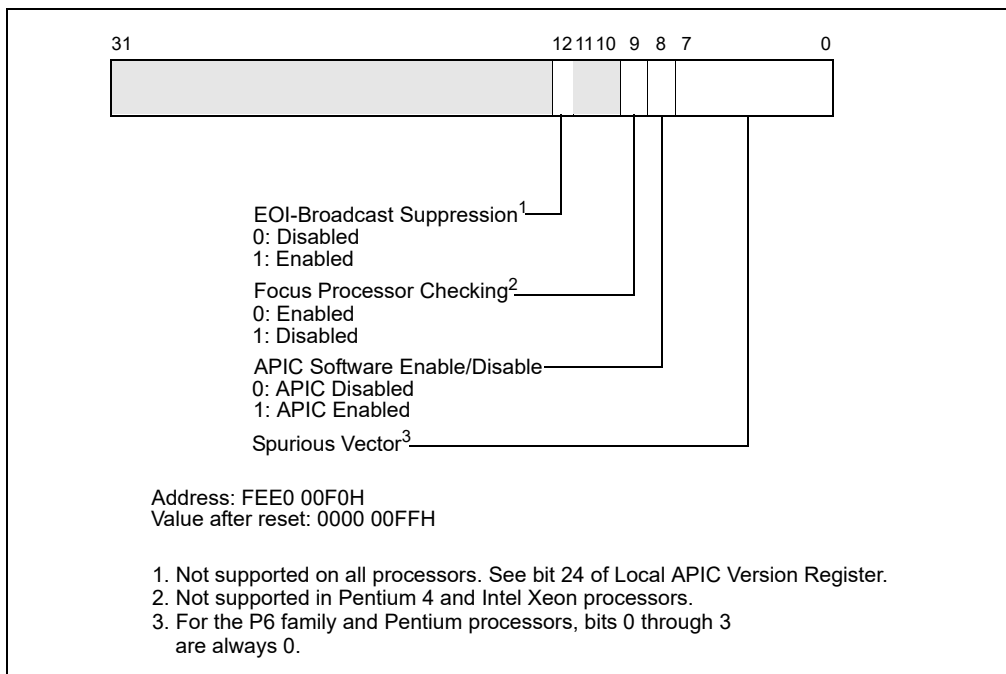 31 12 11 10 9 8 7 0
EOI-Broadcast Suppression1
0: Disabled
1: Enabled
Focus Processor Checking2
0: Enabled
1: Disabled
APIC Software Enable/Disable
0: APIC Disabled
1: APIC Enabled
Spurious Vector3
Address: FEE0 00F0H
Value after reset: 0000 00FFH
1. Not supported on all processors. See bit 24 of Local APIC Version Register.
2. Not supported in Pentium 4 and Intel Xeon processors.
3. For the P6 family and Pentium processors, bits 0 through 3
are always 0.